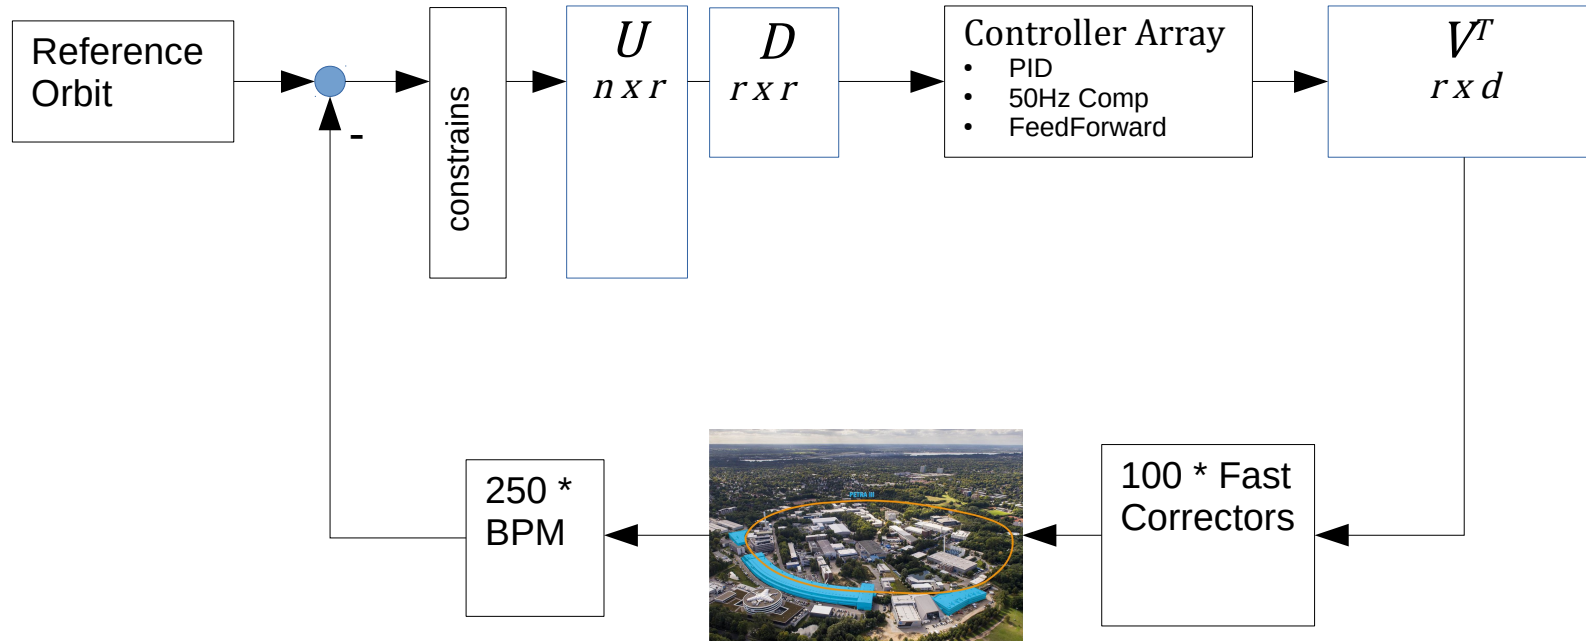 Reference
Orbit
-
constrains
U
n x r
D
r x r
Controller Array
• PID
• 50Hz Comp
• FeedForward
V^T
r x d
250 *
BPM
PETRA III
100 * Fast
Correctors